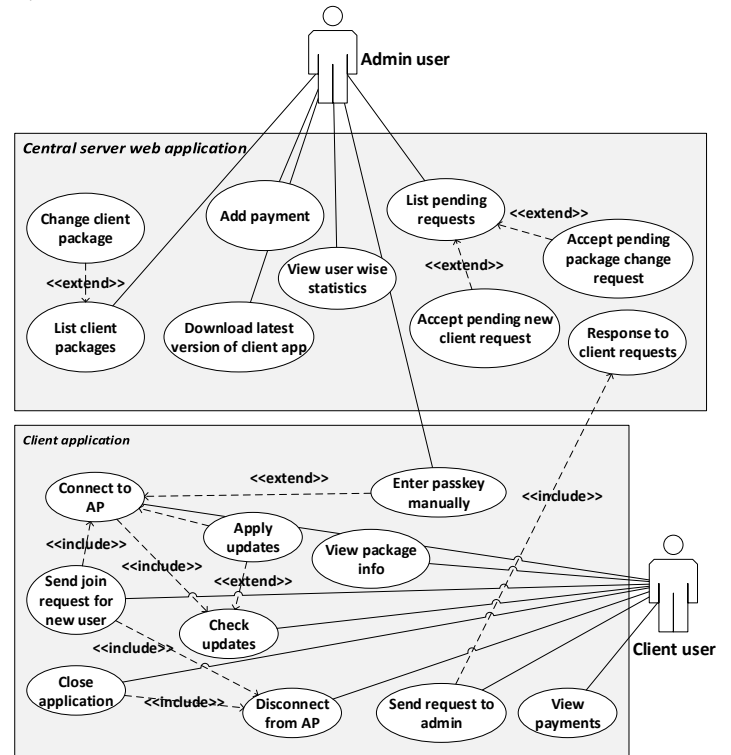 Admin user
Central server web application
Change client
package
<<extend>>
List client
packages
Add payment
Download latest
version of client app
View user wise
statistics
List pending
requests
<<extend>>
<<extend>>
Accept pending
package change
request
Accept pending new
client request
Response to
client requests
Client application
Connect to
AP
<<extend>>
Enter passkey
manually
<<include>>
<<include>>
Apply
updates
<<include>>
<<extend>>
View package
info
Send join
request for
new user
Check
updates
<<include>>
Client user
Close
application
<<include>>
Disconnect
from AP
Send request to
admin
View
payments